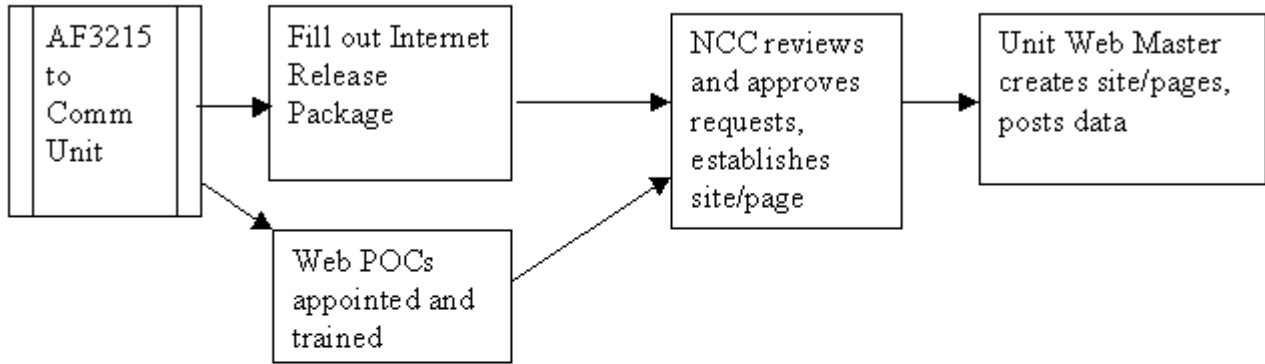 AF3215
to
Comm
Unit
Fill out Internet
Release
Package
Web POCs
appointed and
trained
NCC reviews
and approves
requests,
establishes
site/page
Unit Web Master
creates site/pages,
posts data